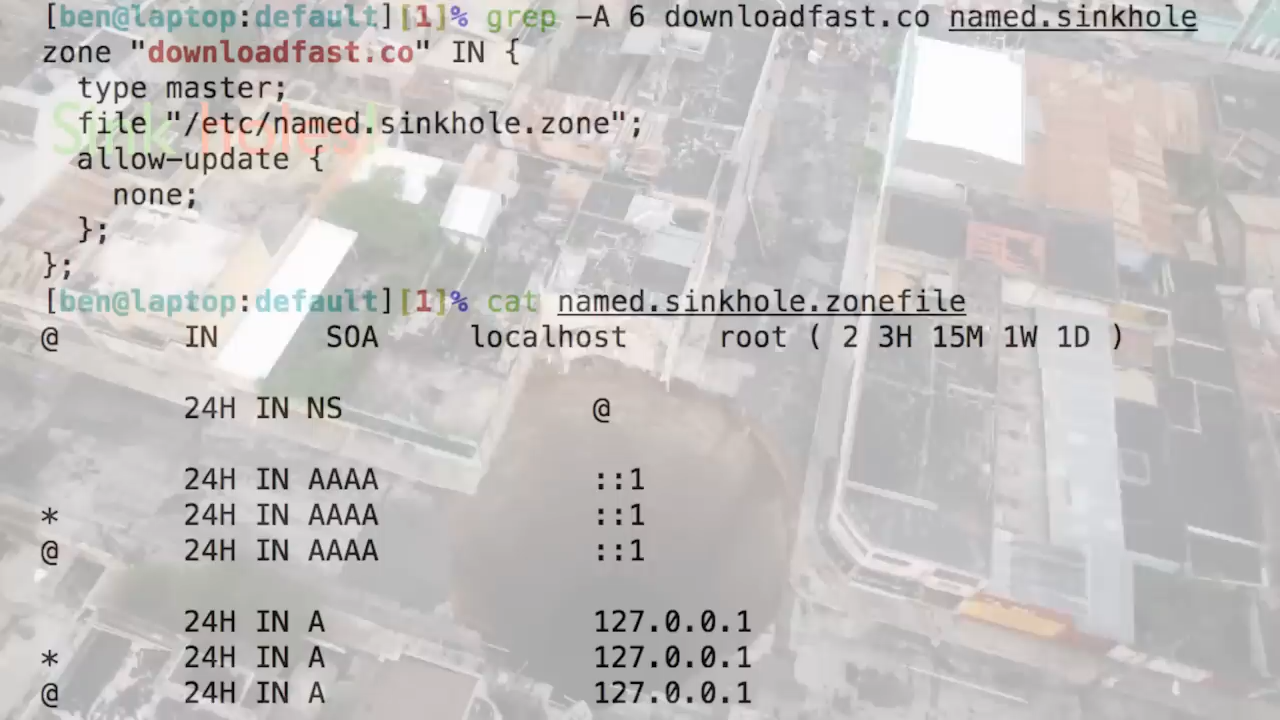 [ben@laptop:default][1]% grep -A 6 downloadfast.co named.sinkhole
zone "downloadfast.co" IN {
type master;
Sink holes!
file "/etc/named.sinkhole.zone";
allow-update {
none;
};
};
[ben@laptop:default][1]% cat named.sinkhole.zonefile
@ IN SOA localhost root ( 2 3H 15M 1W 1D )
24H IN NS @
24H IN AAAA ::1
* 24H IN AAAA ::1
@ 24H IN AAAA ::1
24H IN A 127.0.0.1
* 24H IN A 127.0.0.1
@ 24H IN A 127.0.0.1